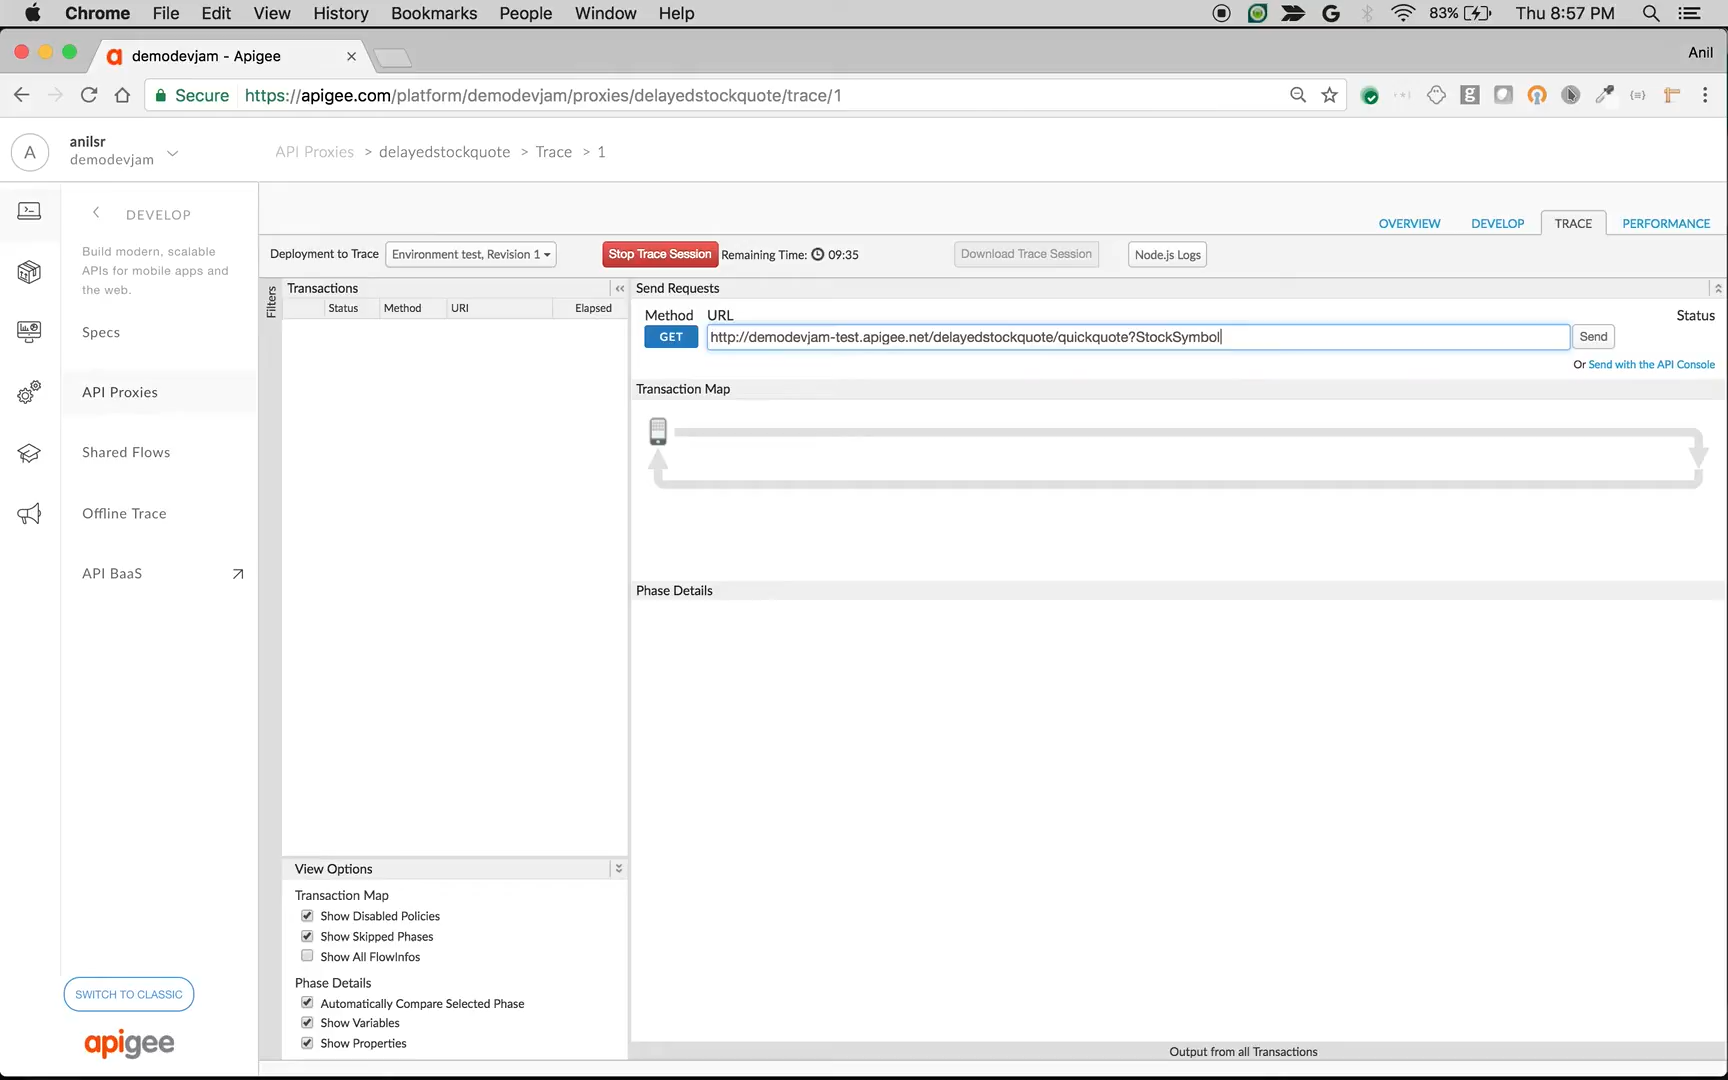 Chrome File Edit View History Bookmarks People Window Help 83% Thu 8:57 PM
demodevjam - Apigee Anil
Secure https://apigee.com/platform/demodevjam/proxies/delayedstockquote/trace/1
A anilsr
demodevjam
API Proxies > delayedstockquote > Trace > 1
DEVELOP
Build modern, scalable
APIs for mobile apps and
the web.
Specs
API Proxies
Shared Flows
Offline Trace
API BaaS
SWITCH TO CLASSIC
apigee
OVERVIEW DEVELOP TRACE PERFORMANCE
Deployment to Trace Environment test, Revision 1 Stop Trace Session Remaining Time: 09:35 Download Trace Session Node.js Logs
Filters
Transactions
Status Method URI Elapsed
View Options
Transaction Map
Show Disabled Policies
Show Skipped Phases
Show All FlowInfos
Phase Details
Automatically Compare Selected Phase
Show Variables
Show Properties
Send Requests
Method URL Status
GET http://demodevjam-test.apigee.net/delayedstockquote/quickquote?StockSymbol Send
Or Send with the API Console
Transaction Map
Phase Details
Output from all Transactions